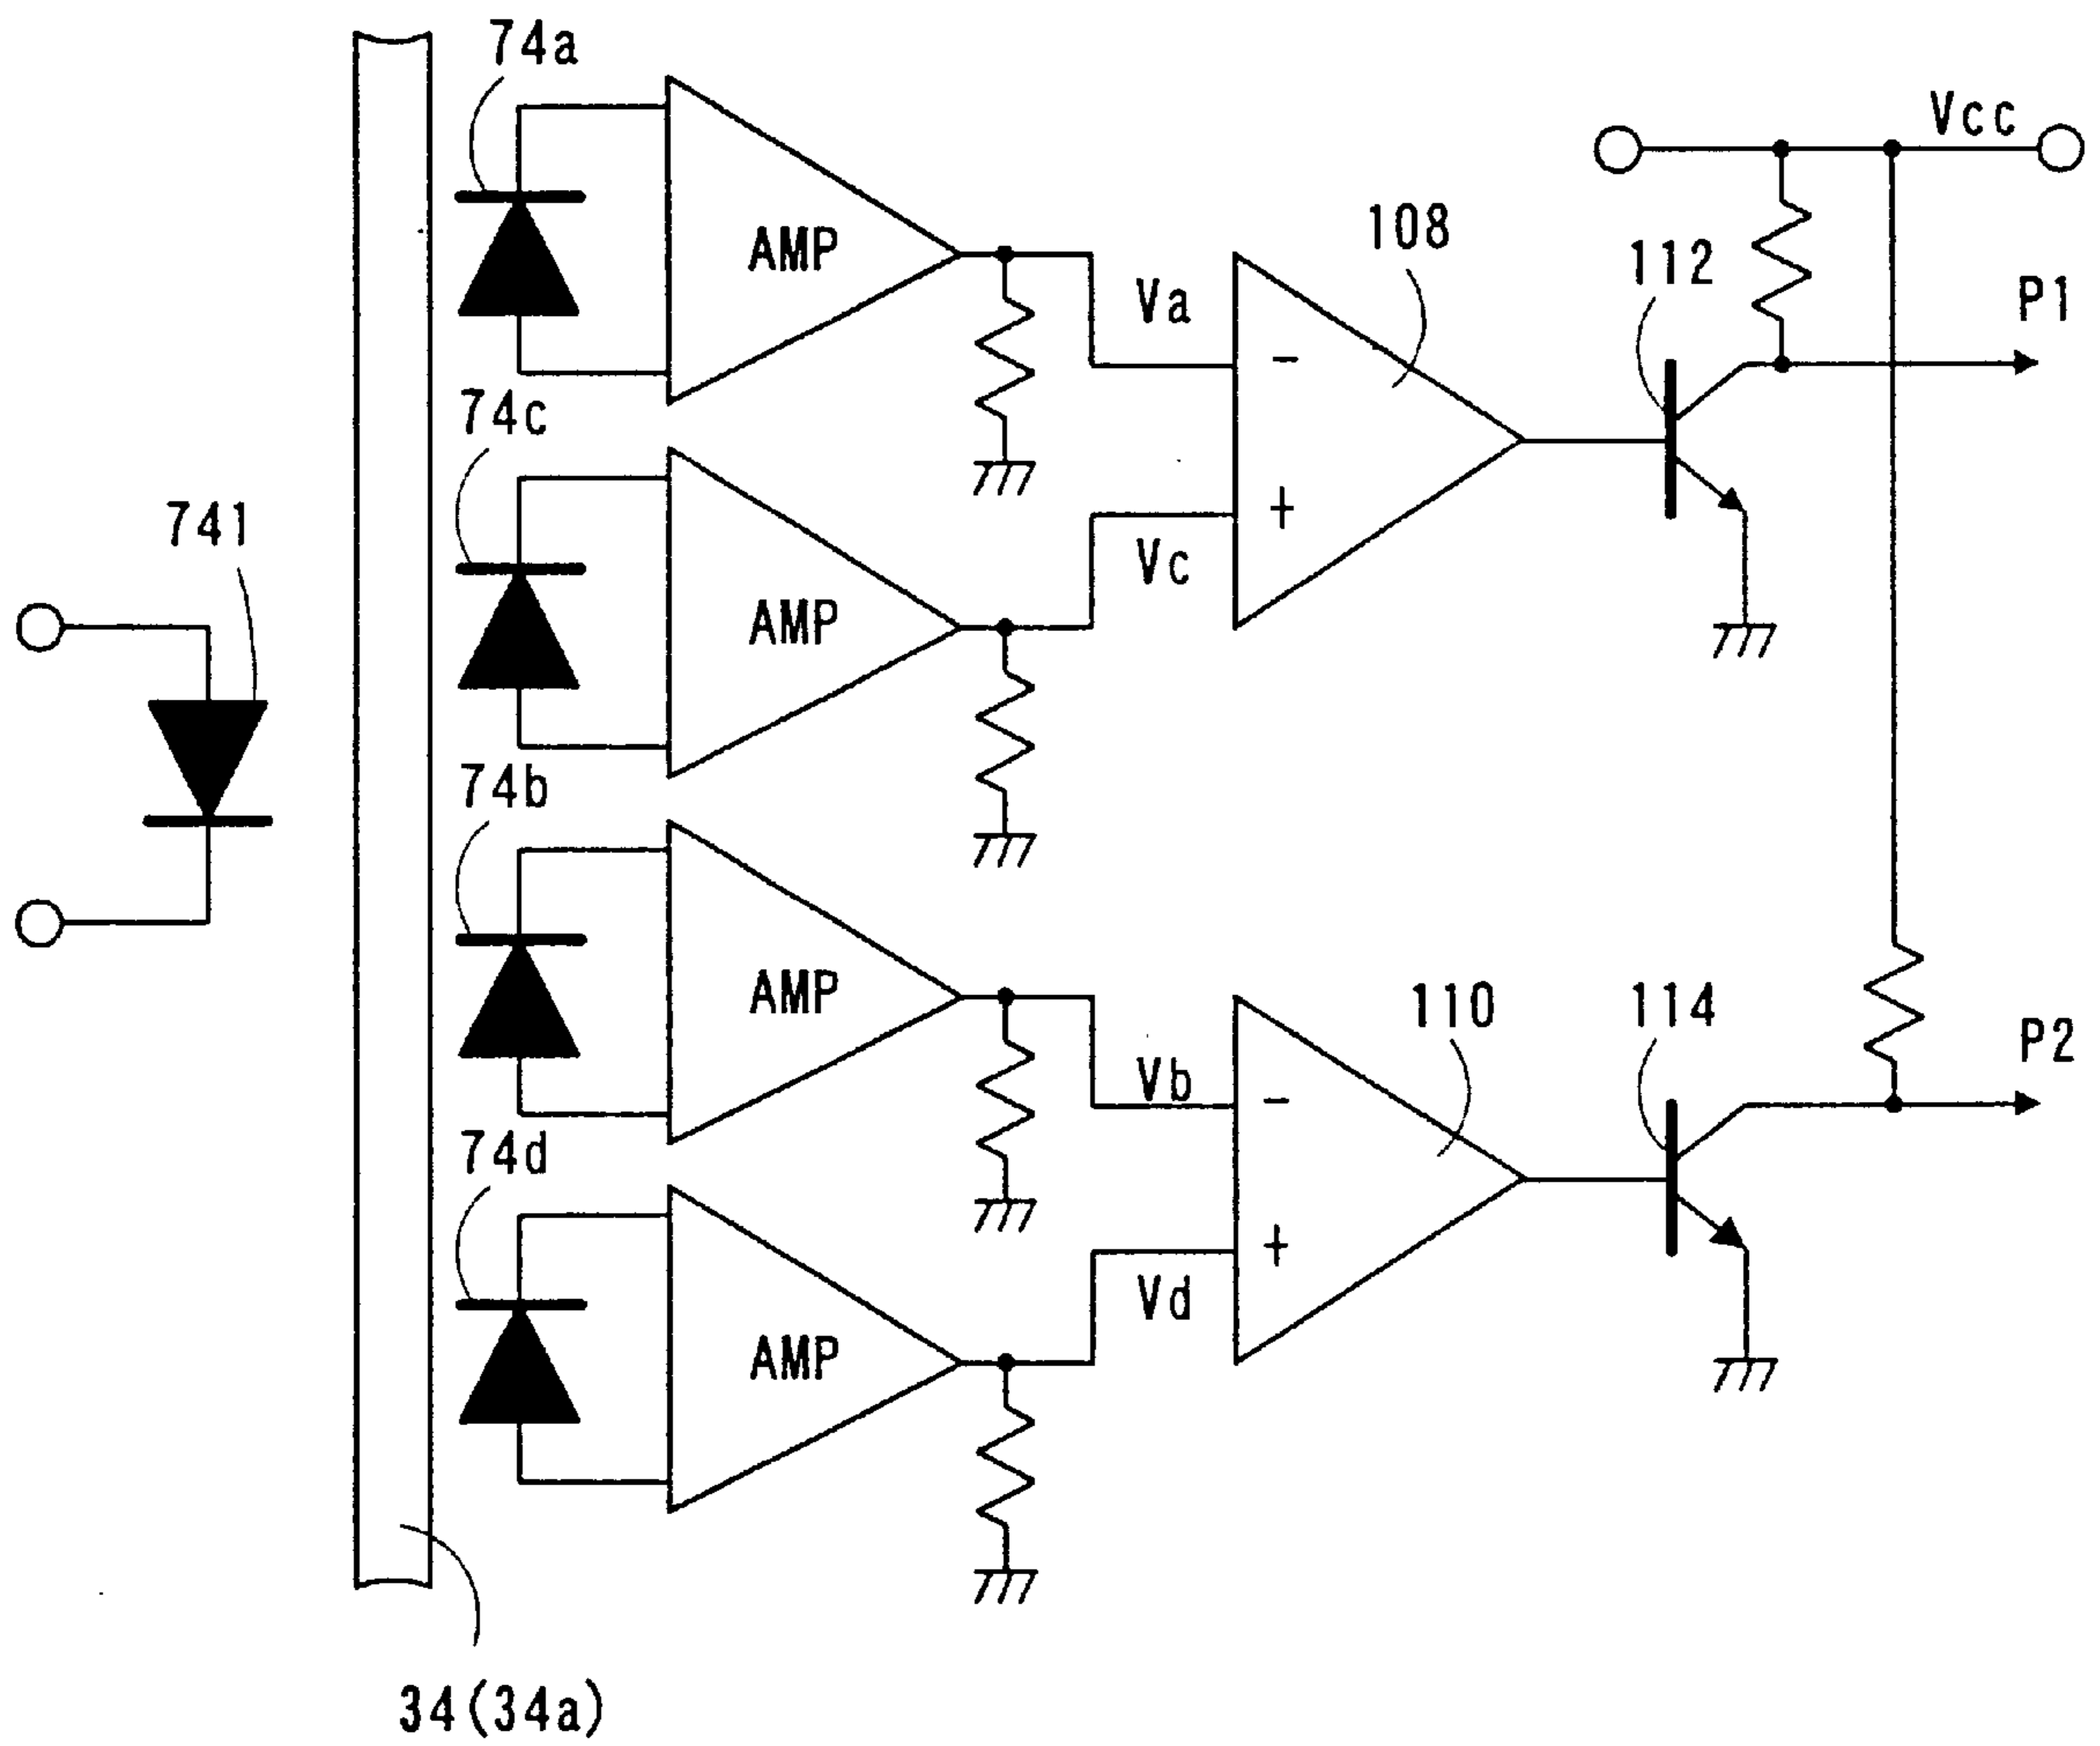 74a
Vcc
108
112
AMP
Va
P1
-
74c
+
741
Vc
AMP
74b
110
114
AMP
P2
Vb
-
74d
+
Vd
AMP
34(34a)